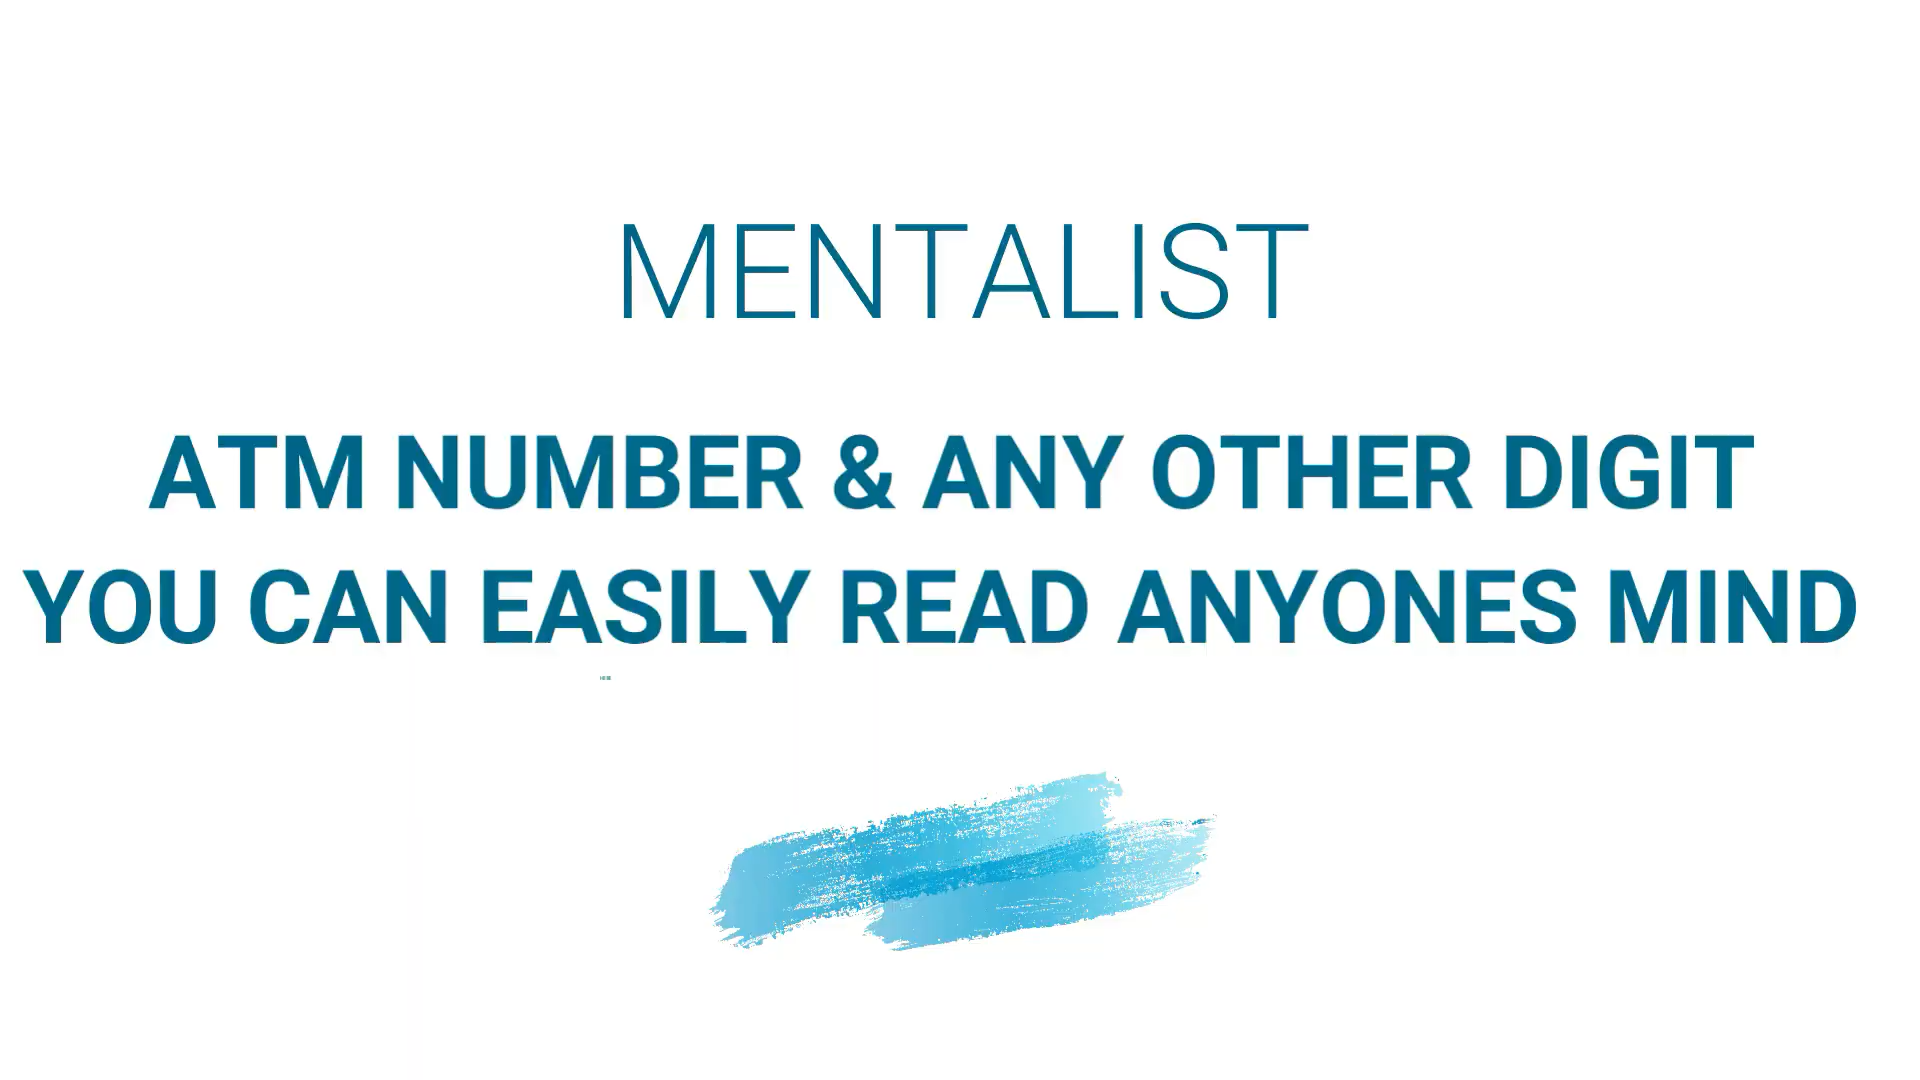 MENTALIST
ATM NUMBER & ANY OTHER DIGIT
YOU CAN EASILY READ ANYONES MIND